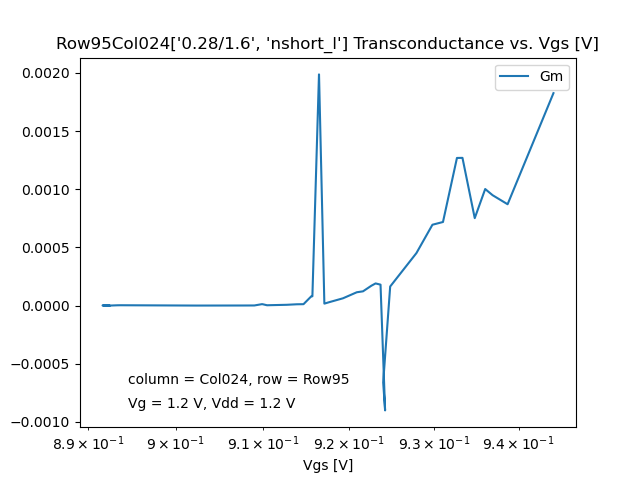 Row95Col024['0.28/1.6', 'nshort_l'] Transconductance vs. Vgs [V]
Gm
0.0020
0.0015
0.0010
0.0005
0.0000
−0.0005
−0.0010
column = Col024, row = Row95
Vg = 1.2 V, Vdd = 1.2 V
8.9 × 10⁻¹ 9 × 10⁻¹ 9.1 × 10⁻¹ 9.2 × 10⁻¹ 9.3 × 10⁻¹ 9.4 × 10⁻¹
Vgs [V]